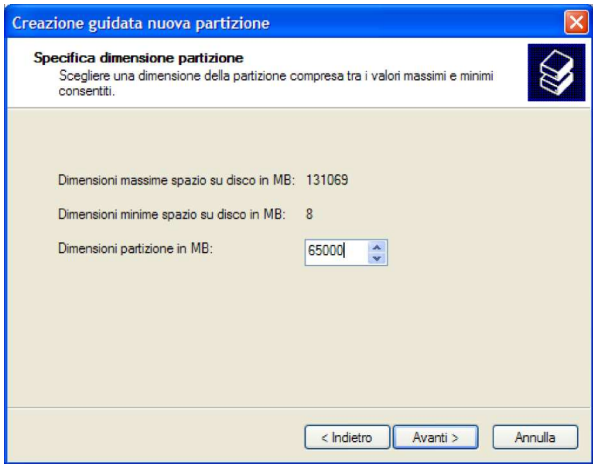 Creazione guidata nuova partizione
Specifica dimensione partizione
Scegliere una dimensione della partizione compresa tra i valori massimi e minimi
consentiti.
Dimensioni massime spazio su disco in MB: 131069
Dimensioni minime spazio su disco in MB: 8
Dimensioni partizione in MB: 65000
< Indietro Avanti > Annulla